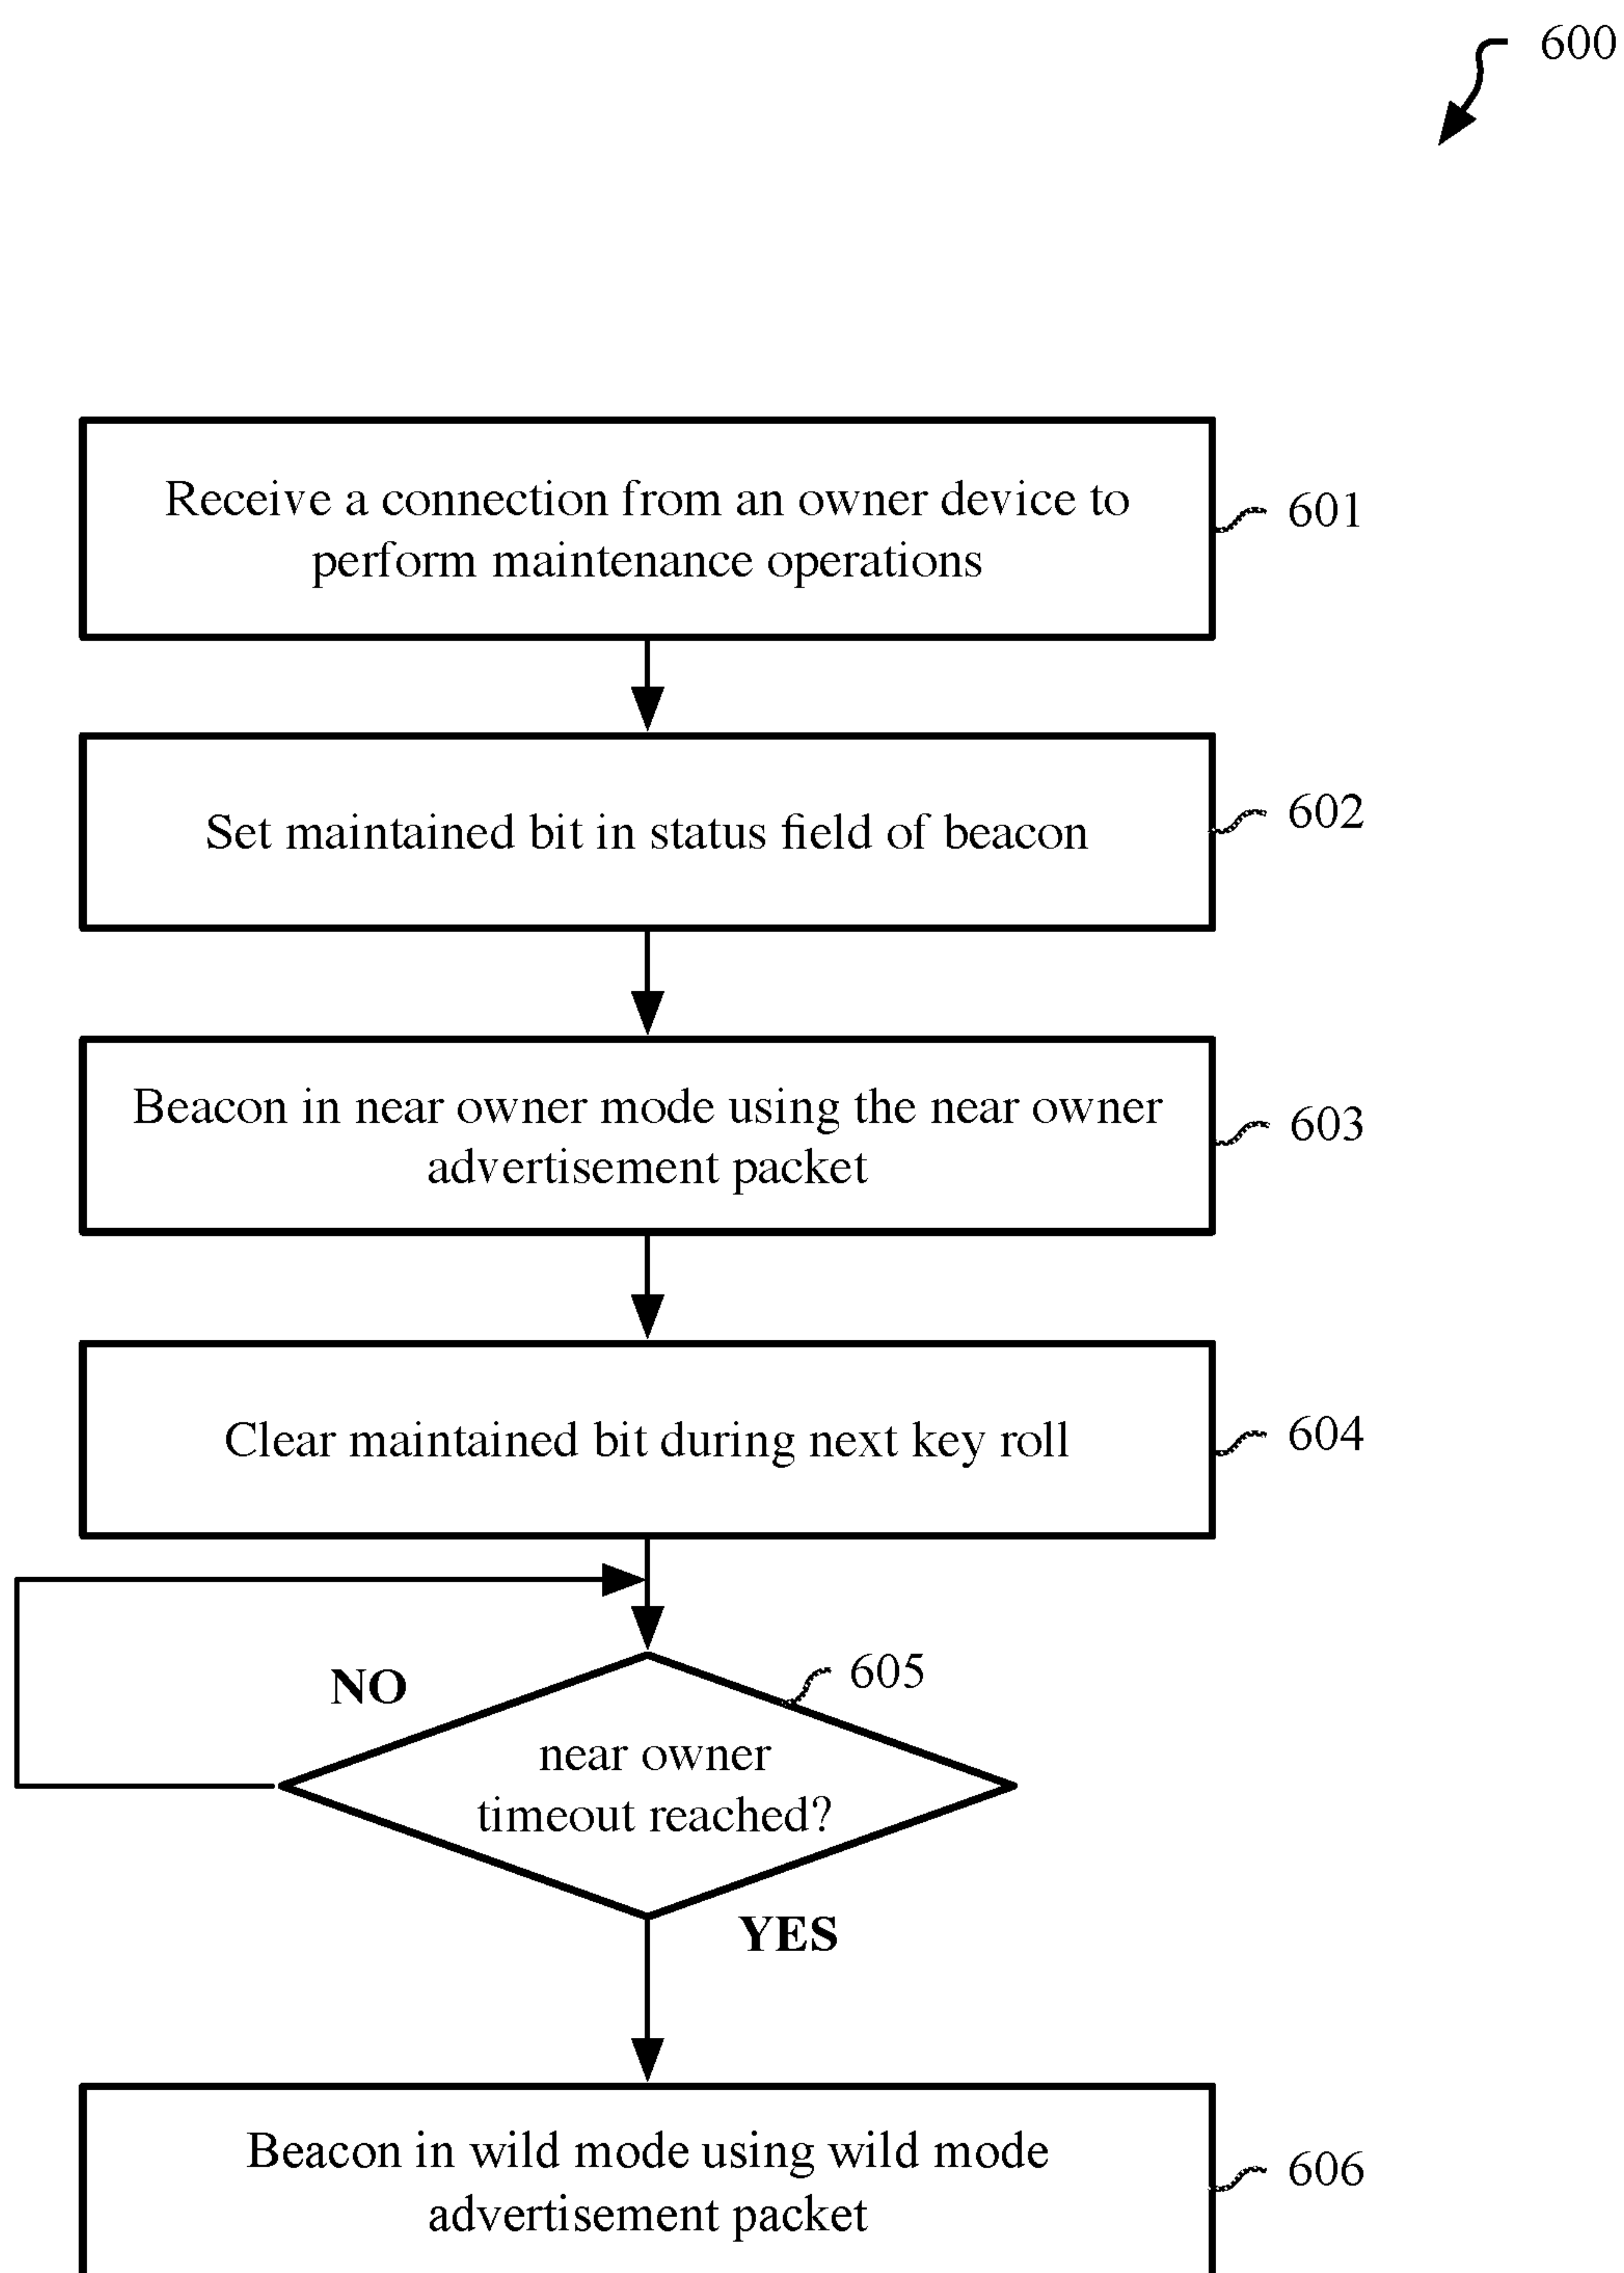 600
Receive a connection from an owner device to
perform maintenance operations
601
Set maintained bit in status field of beacon
602
Beacon in near owner mode using the near owner
advertisement packet
603
Clear maintained bit during next key roll
604
NO
605
near owner
timeout reached?
YES
Beacon in wild mode using wild mode
advertisement packet
606